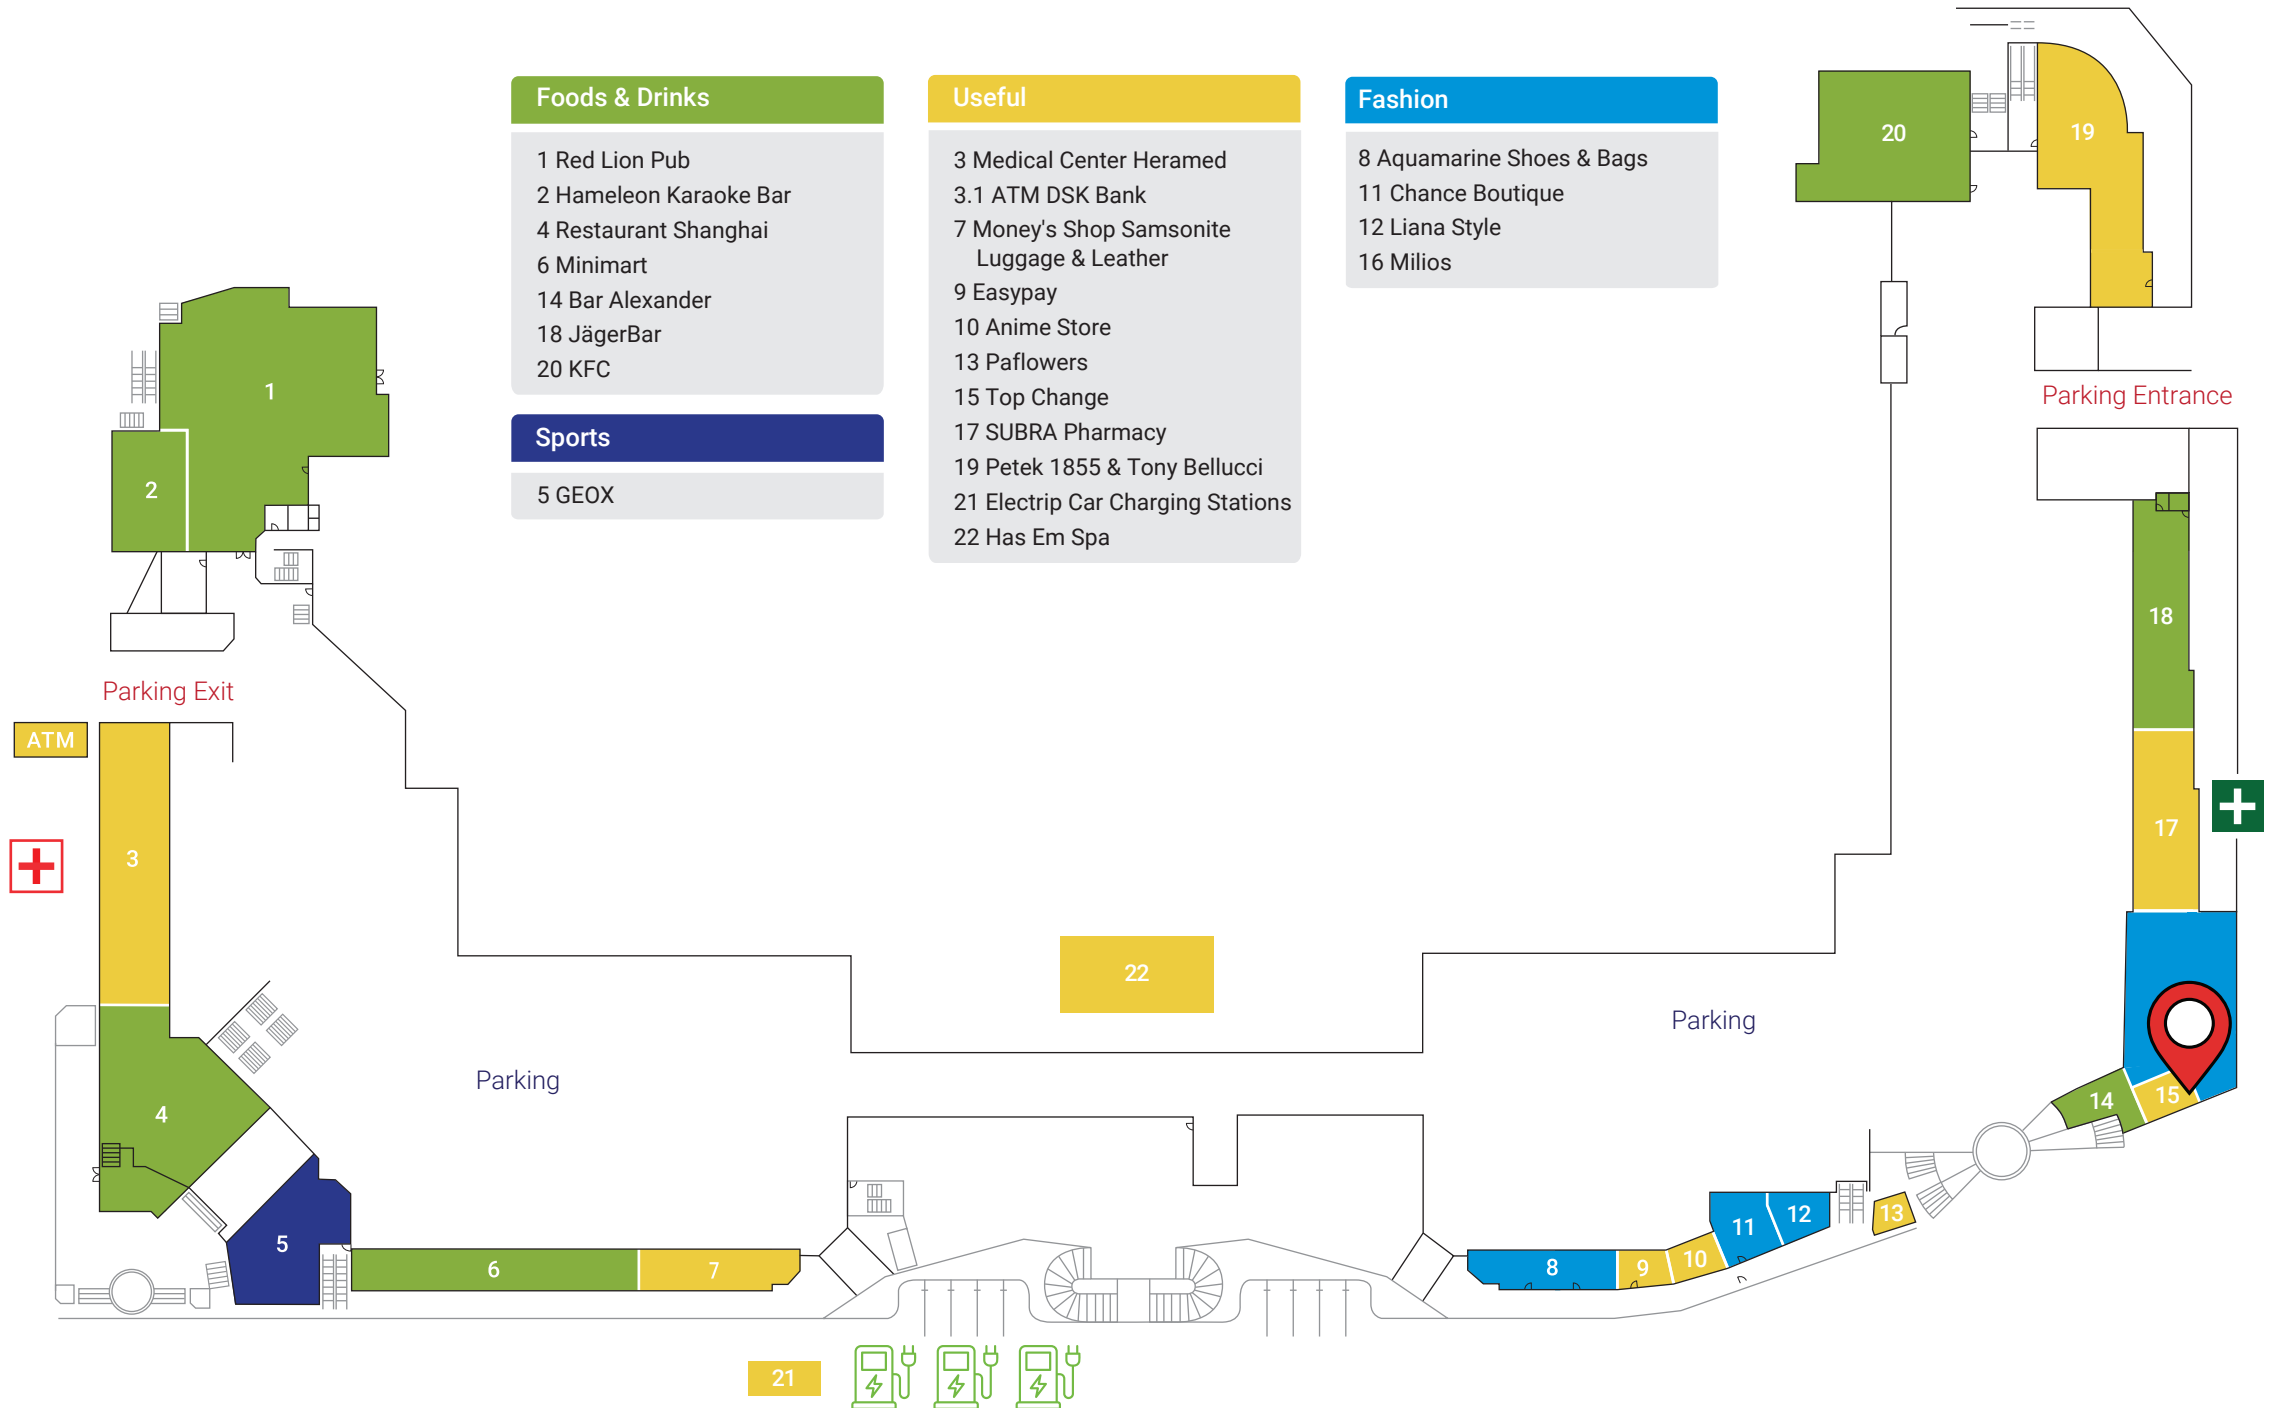 Foods & Drinks
1 Red Lion Pub
2 Hameleon Karaoke Bar
4 Restaurant Shanghai
6 Minimart
14 Bar Alexander
18 JägerBar
20 KFC
Sports
5 GEOX
Useful
3 Medical Center Heramed
3.1 ATM DSK Bank
7 Money's Shop Samsonite
Luggage & Leather
9 Easypay
10 Anime Store
13 Paflowers
15 Top Change
17 SUBRA Pharmacy
19 Petek 1855 & Tony Bellucci
21 Electrip Car Charging Stations
22 Has Em Spa
Fashion
8 Aquamarine Shoes & Bags
11 Chance Boutique
12 Liana Style
16 Milios
20
19
Parking Entrance
1
2
18
Parking Exit
ATM
3
17
22
Parking
Parking
4
14
15
5
6
7
8
9
10
11
12
13
21